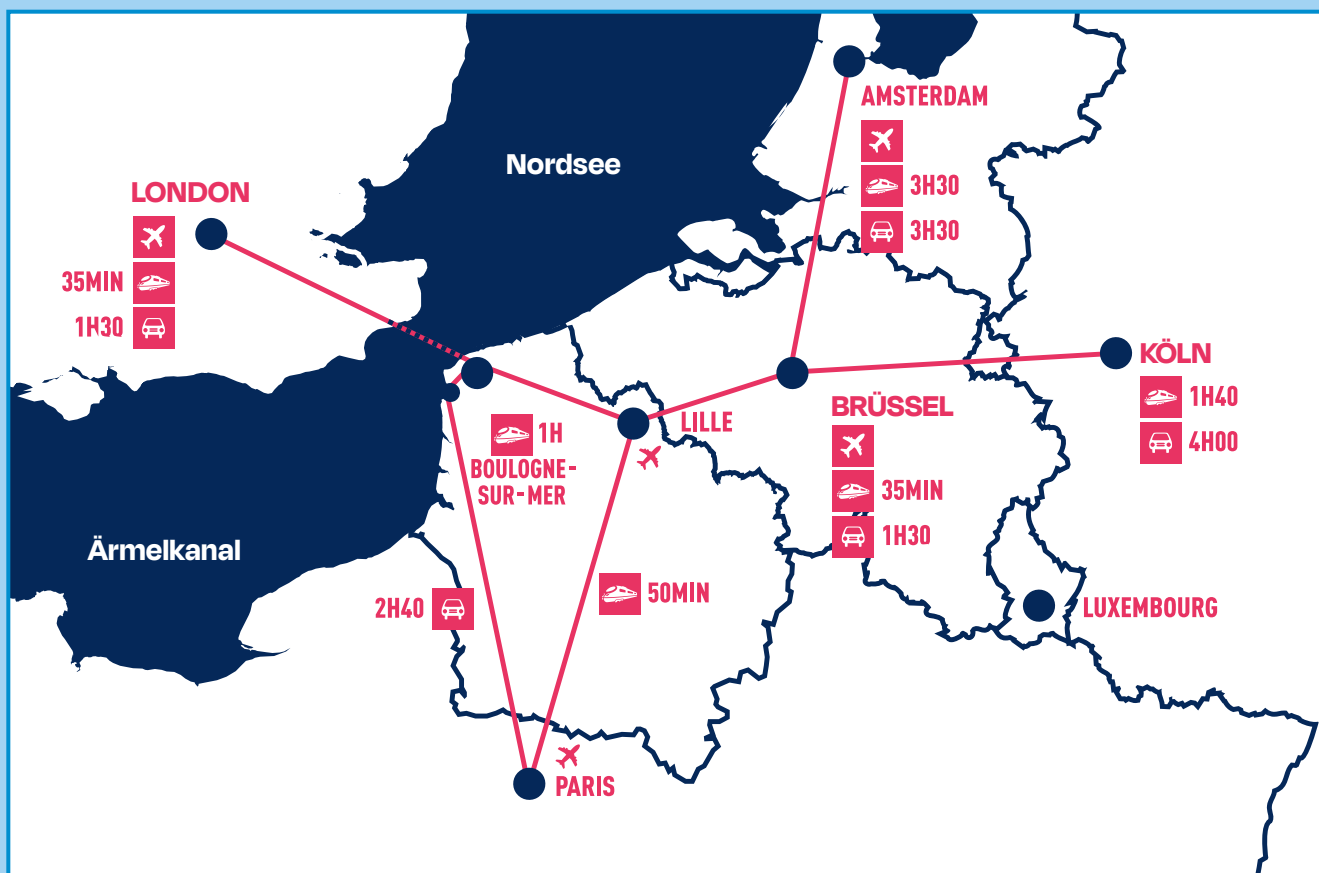 AMSTERDAM
3H30
3H30
Nordsee
LONDON
35MIN
1H30
KÖLN
1H40
4H00
BRÜSSEL
35MIN
1H30
LILLE
1H
BOULOGNE-
SUR-MER
Ärmelkanal
2H40
50MIN
LUXEMBOURG
PARIS